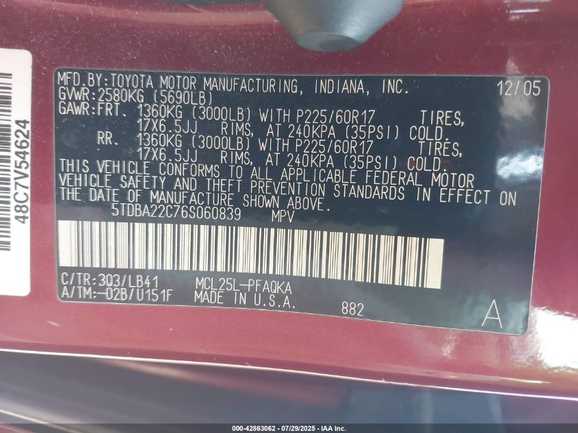 MFD.BY:TOYOTA MOTOR MANUFACTURING, INDIANA, INC. 12/05
GVWR:2580KG (5690LB)
GAWR:FRT. 1360KG (3000LB) WITH P225/60R17 TIRES,
17X6.5JJ RIMS, AT 240KPA (35PSI) COLD.
RR. 1360KG (3000LB) WITH P225/60R17 TIRES,
17X6.5JJ RIMS, AT 240KPA (35PSI) COLD.
THIS VEHICLE CONFORMS TO ALL APPLICABLE FEDERAL MOTOR
VEHICLE SAFETY AND THEFT PREVENTION STANDARDS IN EFFECT ON
THE DATE OF MANUFACTURE SHOWN ABOVE.
5TDBA22C76S060839 MPV
C/TR:3Q3/LB41 MCL25L-PFAQKA
A/TM:-02B/U151F MADE IN U.S.A. 882 A
48C7V54624
000-42863062 - 07/29/2025 - IAAI.com